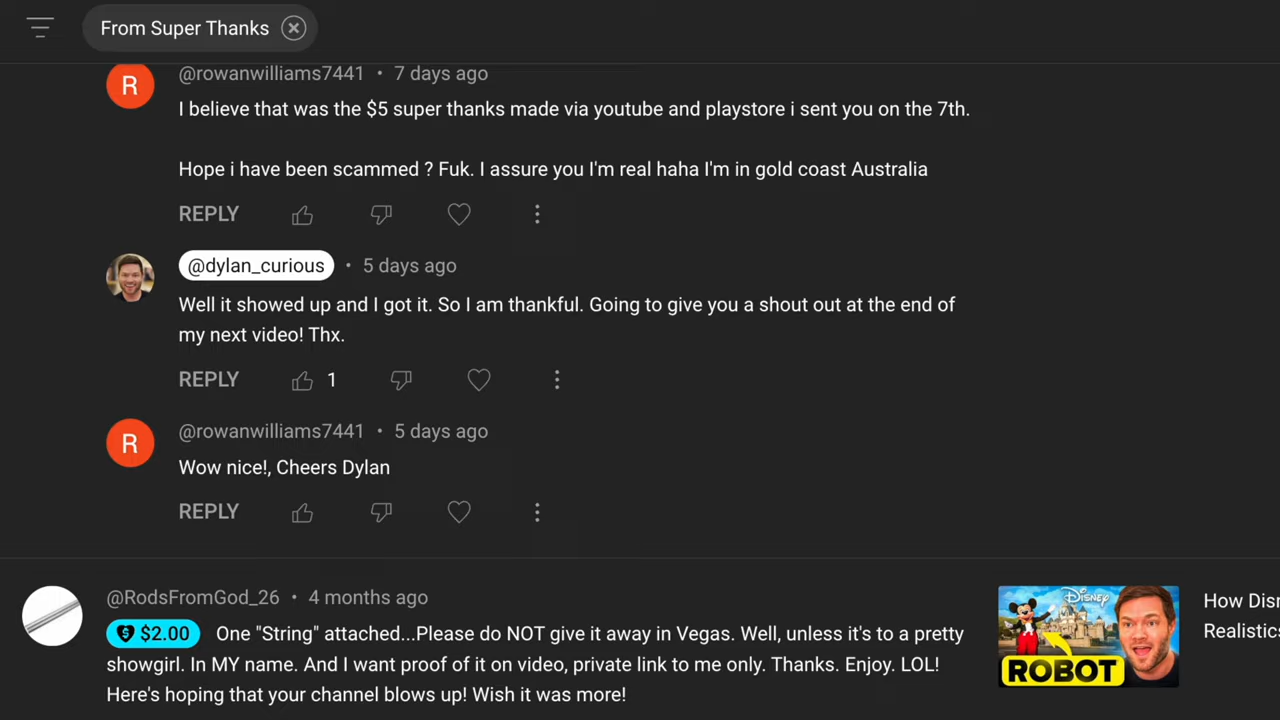 From Super Thanks
@rowanwilliams7441 • 7 days ago
R
I believe that was the $5 super thanks made via youtube and playstore i sent you on the 7th.
Hope i have been scammed ? Fuk. I assure you I'm real haha I'm in gold coast Australia
REPLY
@dylan_curious • 5 days ago
Well it showed up and I got it. So I am thankful. Going to give you a shout out at the end of
my next video! Thx.
REPLY 1
@rowanwilliams7441 • 5 days ago
R
Wow nice!, Cheers Dylan
REPLY
@RodsFromGod_26 • 4 months ago
$2.00 One "String" attached...Please do NOT give it away in Vegas. Well, unless it's to a pretty
showgirl. In MY name. And I want proof of it on video, private link to me only. Thanks. Enjoy. LOL!
Here's hoping that your channel blows up! Wish it was more!
Disney
ROBOT
How Disn
Realistic